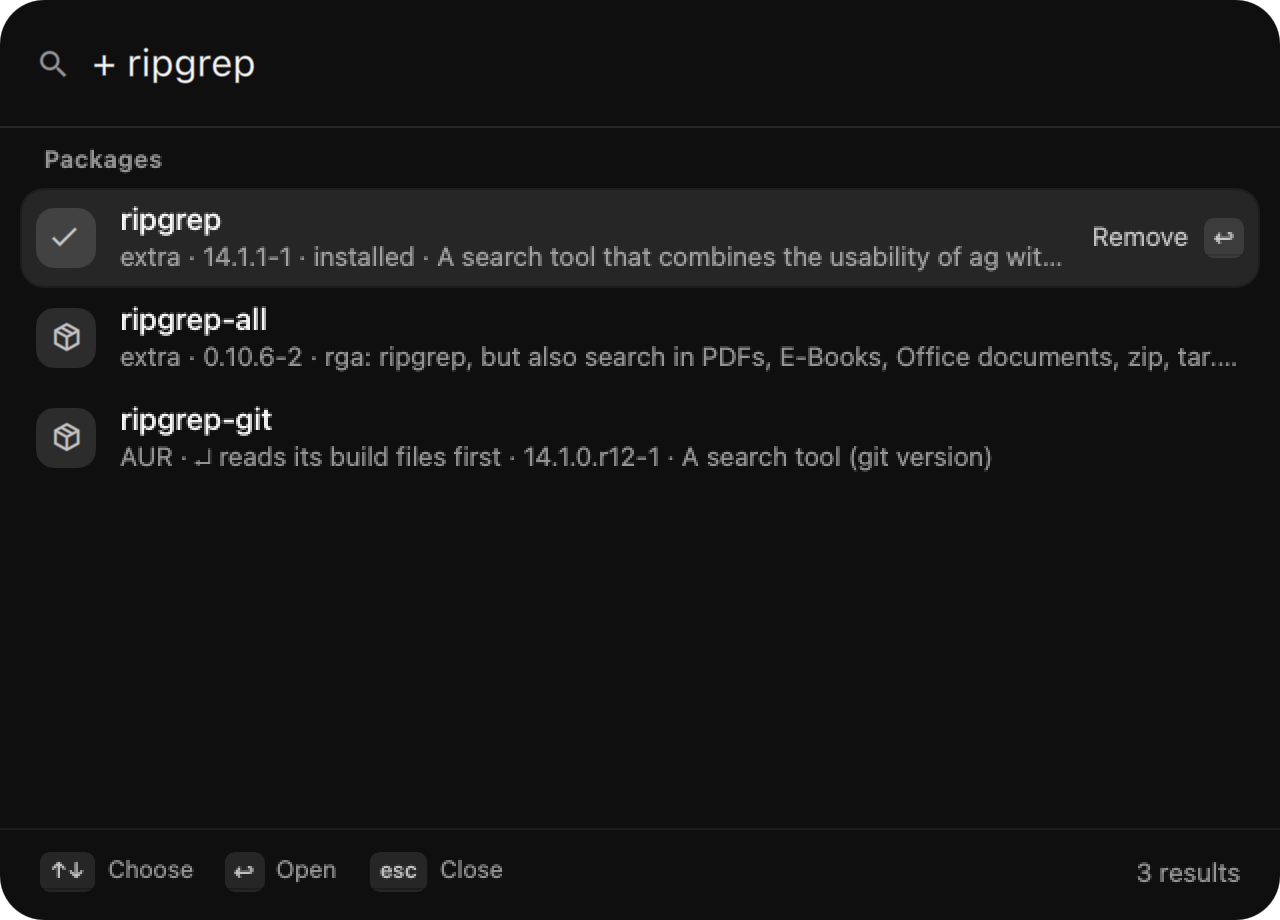 + ripgrep
Packages
ripgrep
extra · 14.1.1-1 · installed · A search tool that combines the usability of ag wit...
Remove ↩
ripgrep-all
extra · 0.10.6-2 · rga: ripgrep, but also search in PDFs, E-Books, Office documents, zip, tar....
ripgrep-git
AUR · ↵ reads its build files first · 14.1.0.r12-1 · A search tool (git version)
↑↓ Choose ↩ Open esc Close 3 results